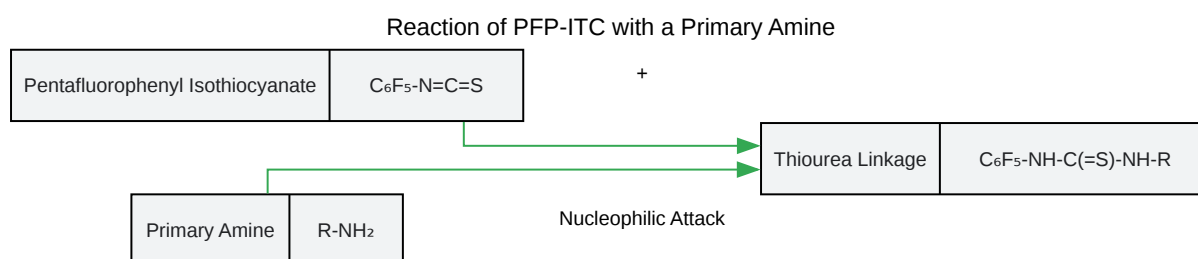 Reaction of PFP-ITC with a Primary Amine
Pentafluorophenyl Isothiocyanate
C₆F₅-N=C=S
+
Thiourea Linkage
C₆F₅-NH-C(=S)-NH-R
Primary Amine
R-NH₂
Nucleophilic Attack